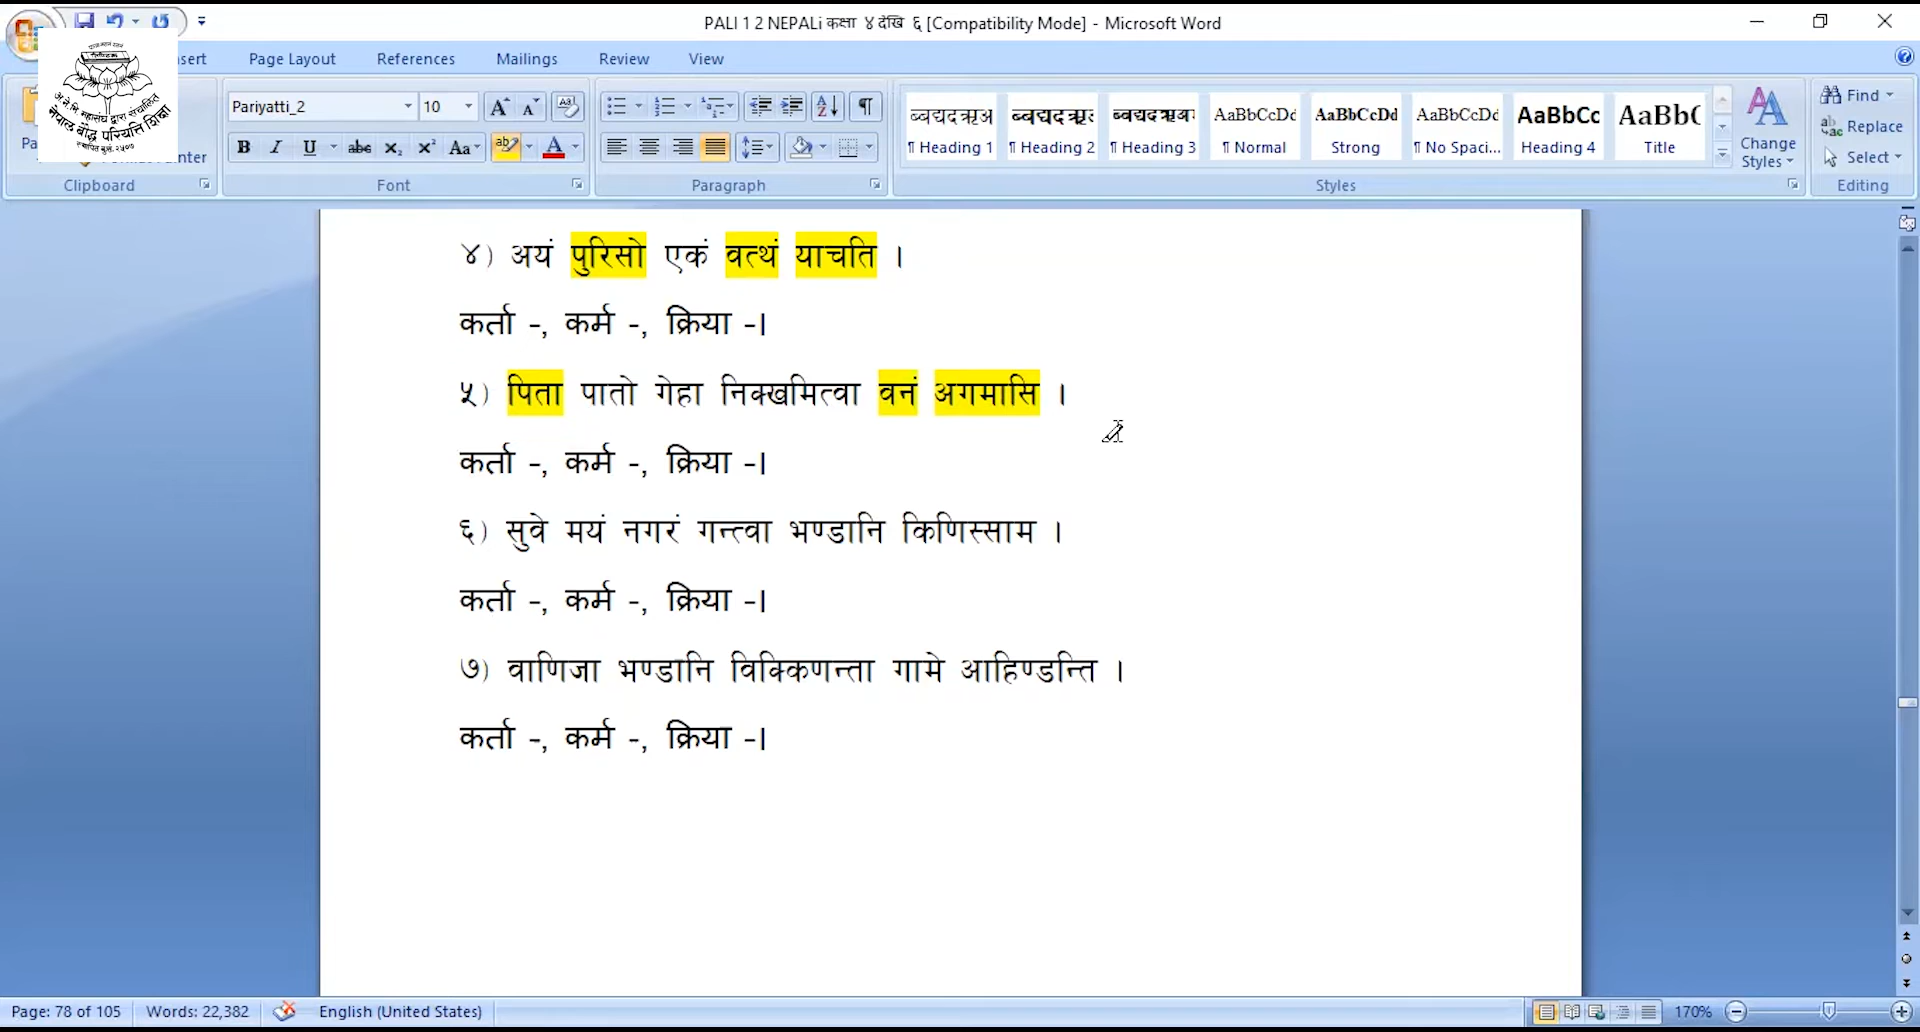 PALI 1 2 NEPALi कक्षा ४ देखि ६ [Compatibility Mode] - Microsoft Word
Page Layout References Mailings Review View
Pariyatti_2 10
Find
Replace
Select
¶ Heading 1 ¶ Heading 2 ¶ Heading 3 ¶ Normal Strong ¶ No Spaci... Heading 4 Title
Change Styles
Clipboard Font Paragraph Styles Editing
नेपाल बौद्ध परियत्ति शिक्षा
४) अयं पुरिसो एकं वत्थं याचति ।
कर्ता -, कर्म -, क्रिया -।
५) पिता पातो गेहा निक्खमित्वा वनं अगमासि ।
कर्ता -, कर्म -, क्रिया -।
६) सुवे मयं नगरं गन्त्वा भण्डानि किणिस्साम ।
कर्ता -, कर्म -, क्रिया -।
७) वाणिजा भण्डानि विक्किणन्ता गामे आहिण्डन्ति ।
कर्ता -, कर्म -, क्रिया -।
Page: 78 of 105 Words: 22,382 English (United States) 170%